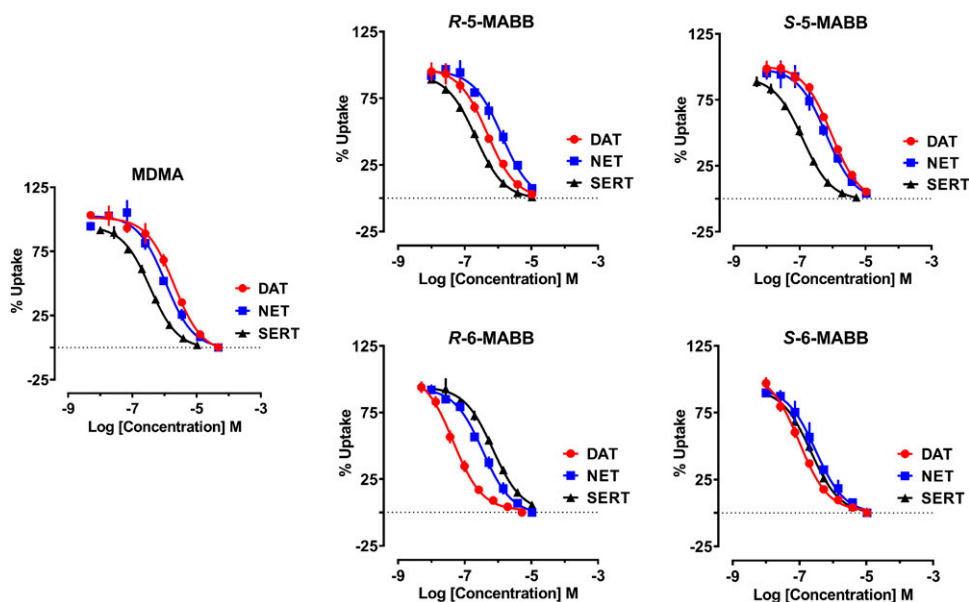 MDMA
125
75
25
-25
% Uptake
-9
-7
-5
-3
Log [Concentration] M
DAT
NET
SERT
R-5-MABB
125
75
25
-25
% Uptake
-9
-7
-5
-3
Log [Concentration] M
DAT
NET
SERT
S-5-MABB
125
75
25
-25
% Uptake
-9
-7
-5
-3
Log [Concentration] M
DAT
NET
SERT
R-6-MABB
125
75
25
-25
% Uptake
-9
-7
-5
-3
Log [Concentration] M
DAT
NET
SERT
S-6-MABB
125
75
25
-25
% Uptake
-9
-7
-5
-3
Log [Concentration] M
DAT
NET
SERT